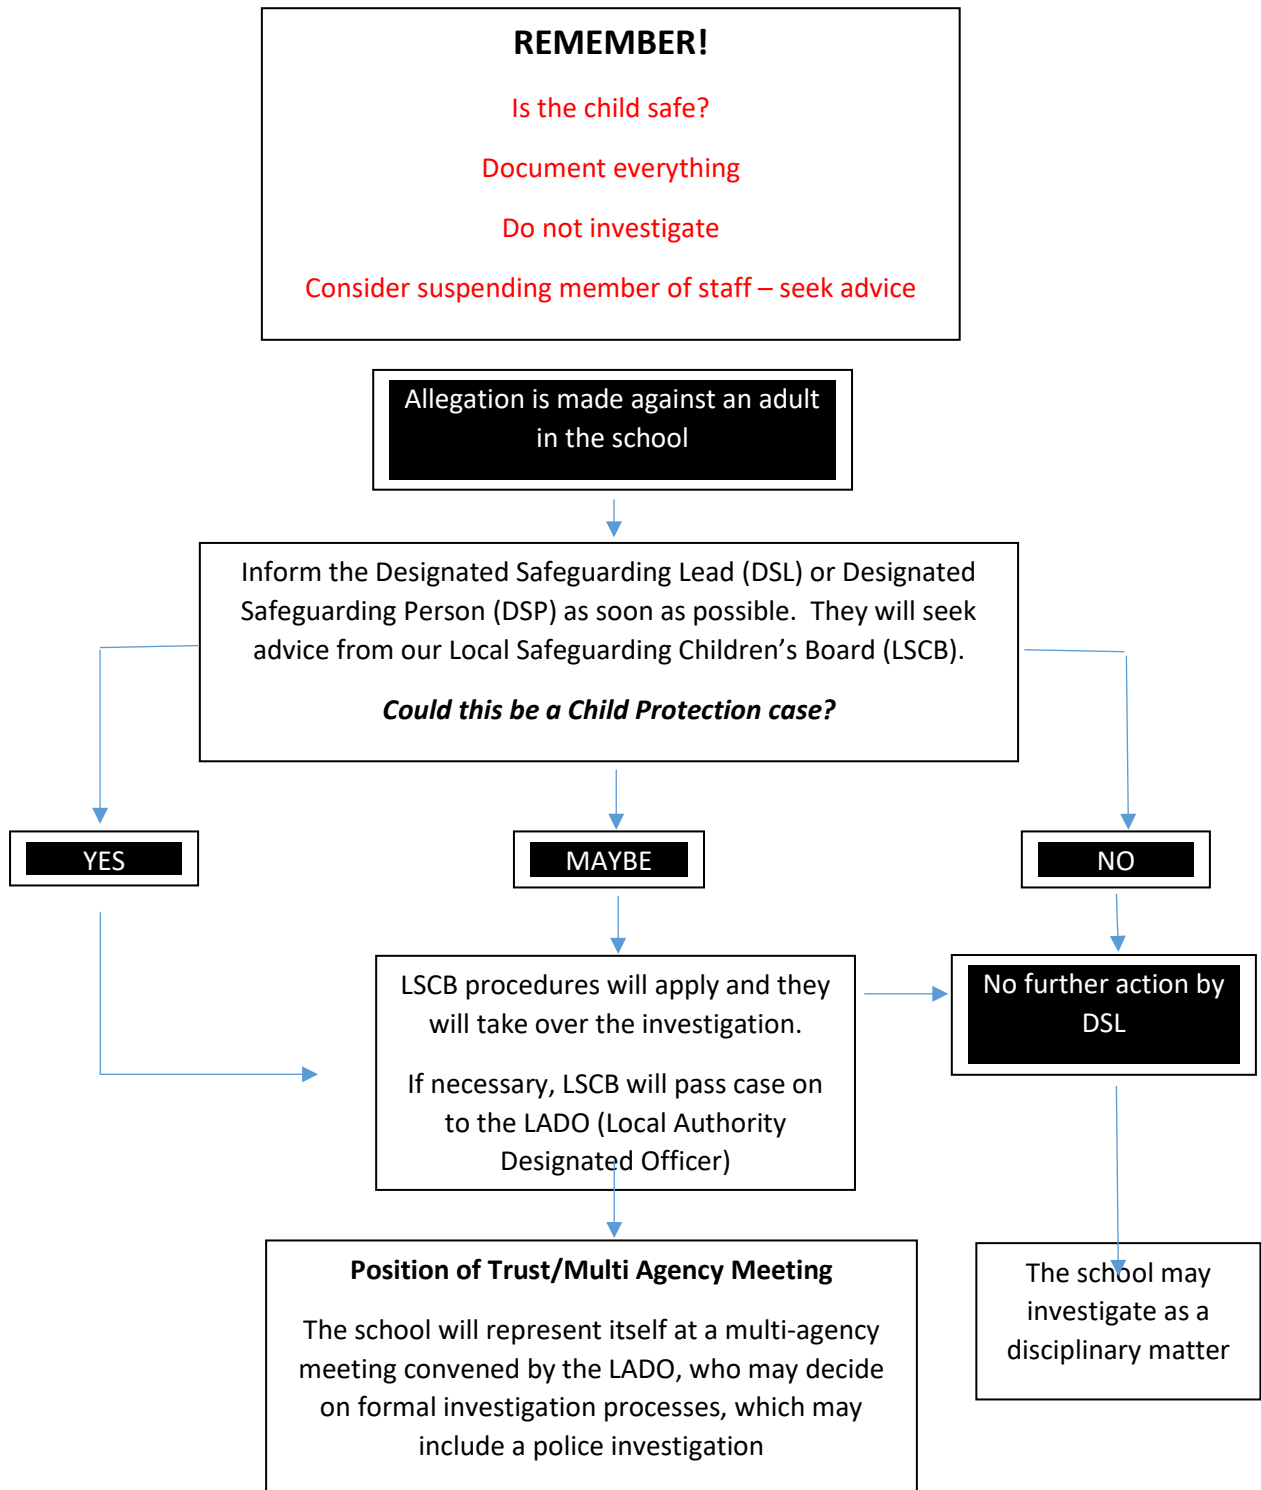 REMEMBER!
Is the child safe?
Document everything
Do not investigate
Consider suspending member of staff – seek advice
Allegation is made against an adult
in the school
Inform the Designated Safeguarding Lead (DSL) or Designated
Safeguarding Person (DSP) as soon as possible.  They will seek
advice from our Local Safeguarding Children’s Board (LSCB).
Could this be a Child Protection case?
YES
MAYBE
NO
LSCB procedures will apply and they
will take over the investigation.
If necessary, LSCB will pass case on
to the LADO (Local Authority
Designated Officer)
No further action by
DSL
Position of Trust/Multi Agency Meeting
The school will represent itself at a multi-agency
meeting convened by the LADO, who may decide
on formal investigation processes, which may
include a police investigation
The school may
investigate as a
disciplinary matter